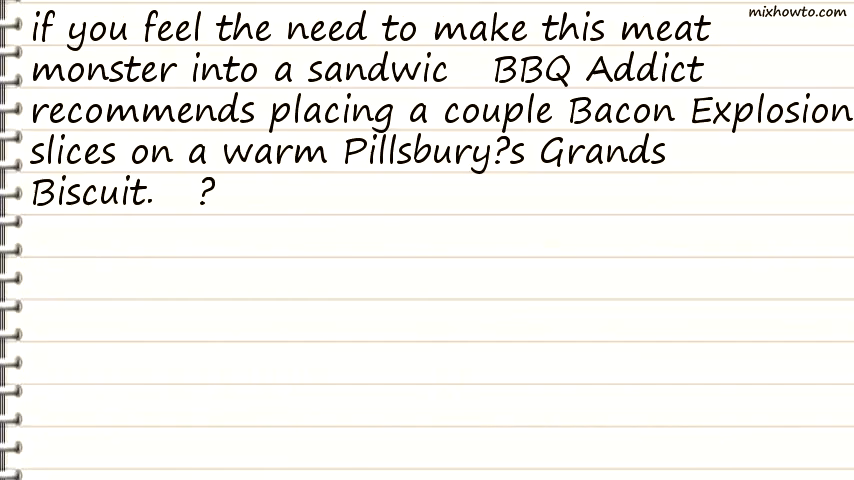 mixhowto.com
if you feel the need to make this meat
monster into a sandwic    BBQ Addict
recommends placing a couple Bacon Explosion
slices on a warm Pillsbury?s Grands
Biscuit.    ?